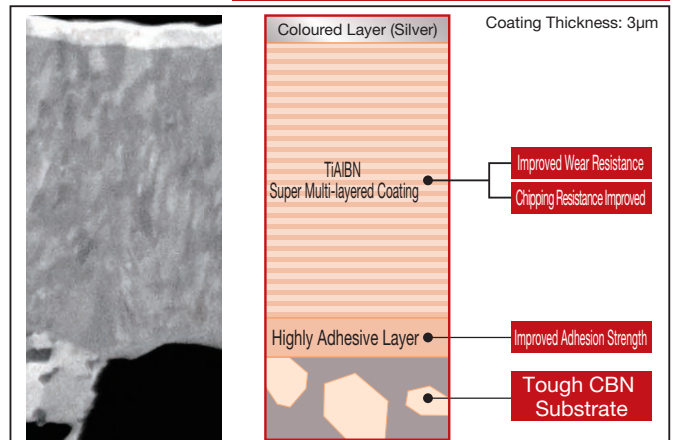 Coloured Layer (Silver)
Coating Thickness: 3μm
TiAlBN
Super Multi-layered Coating
Improved Wear Resistance
Chipping Resistance Improved
Highly Adhesive Layer
Improved Adhesion Strength
Tough CBN
Substrate